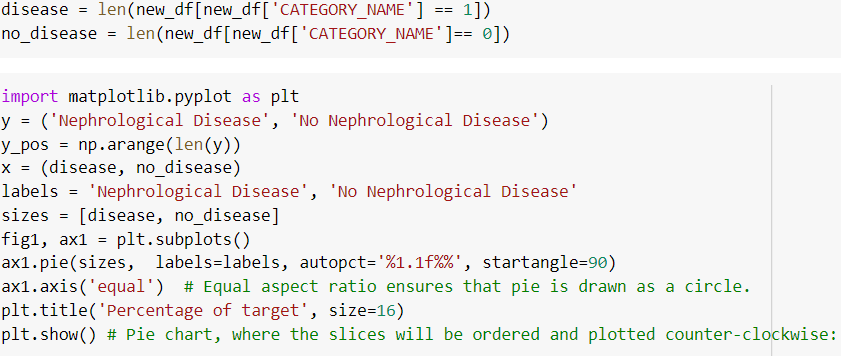 disease = len(new_df[new_df['CATEGORY_NAME'] == 1])
no_disease = len(new_df[new_df['CATEGORY_NAME']== 0])
import matplotlib.pyplot as plt
y = ('Nephrological Disease', 'No Nephrological Disease')
y_pos = np.arange(len(y))
x = (disease, no_disease)
labels = 'Nephrological Disease', 'No Nephrological Disease'
sizes = [disease, no_disease]
fig1, ax1 = plt.subplots()
ax1.pie(sizes,  labels=labels, autopct='%1.1f%%', startangle=90)
ax1.axis('equal')  # Equal aspect ratio ensures that pie is drawn as a circle.
plt.title('Percentage of target', size=16)
plt.show() # Pie chart, where the slices will be ordered and plotted counter-clockwise: